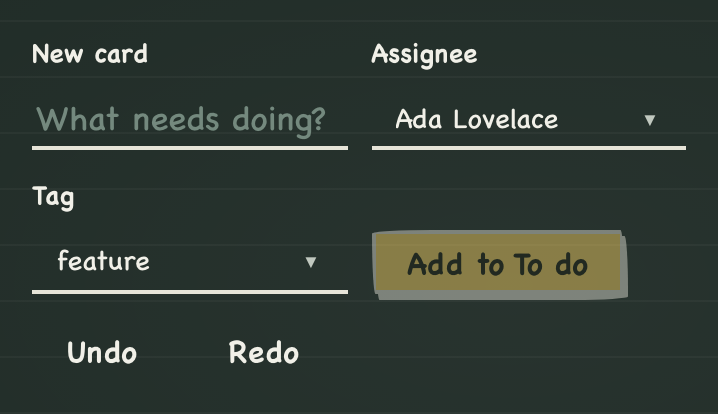 New card
What needs doing?
Assignee
Ada Lovelace
Tag
feature
Add to To do
Undo
Redo